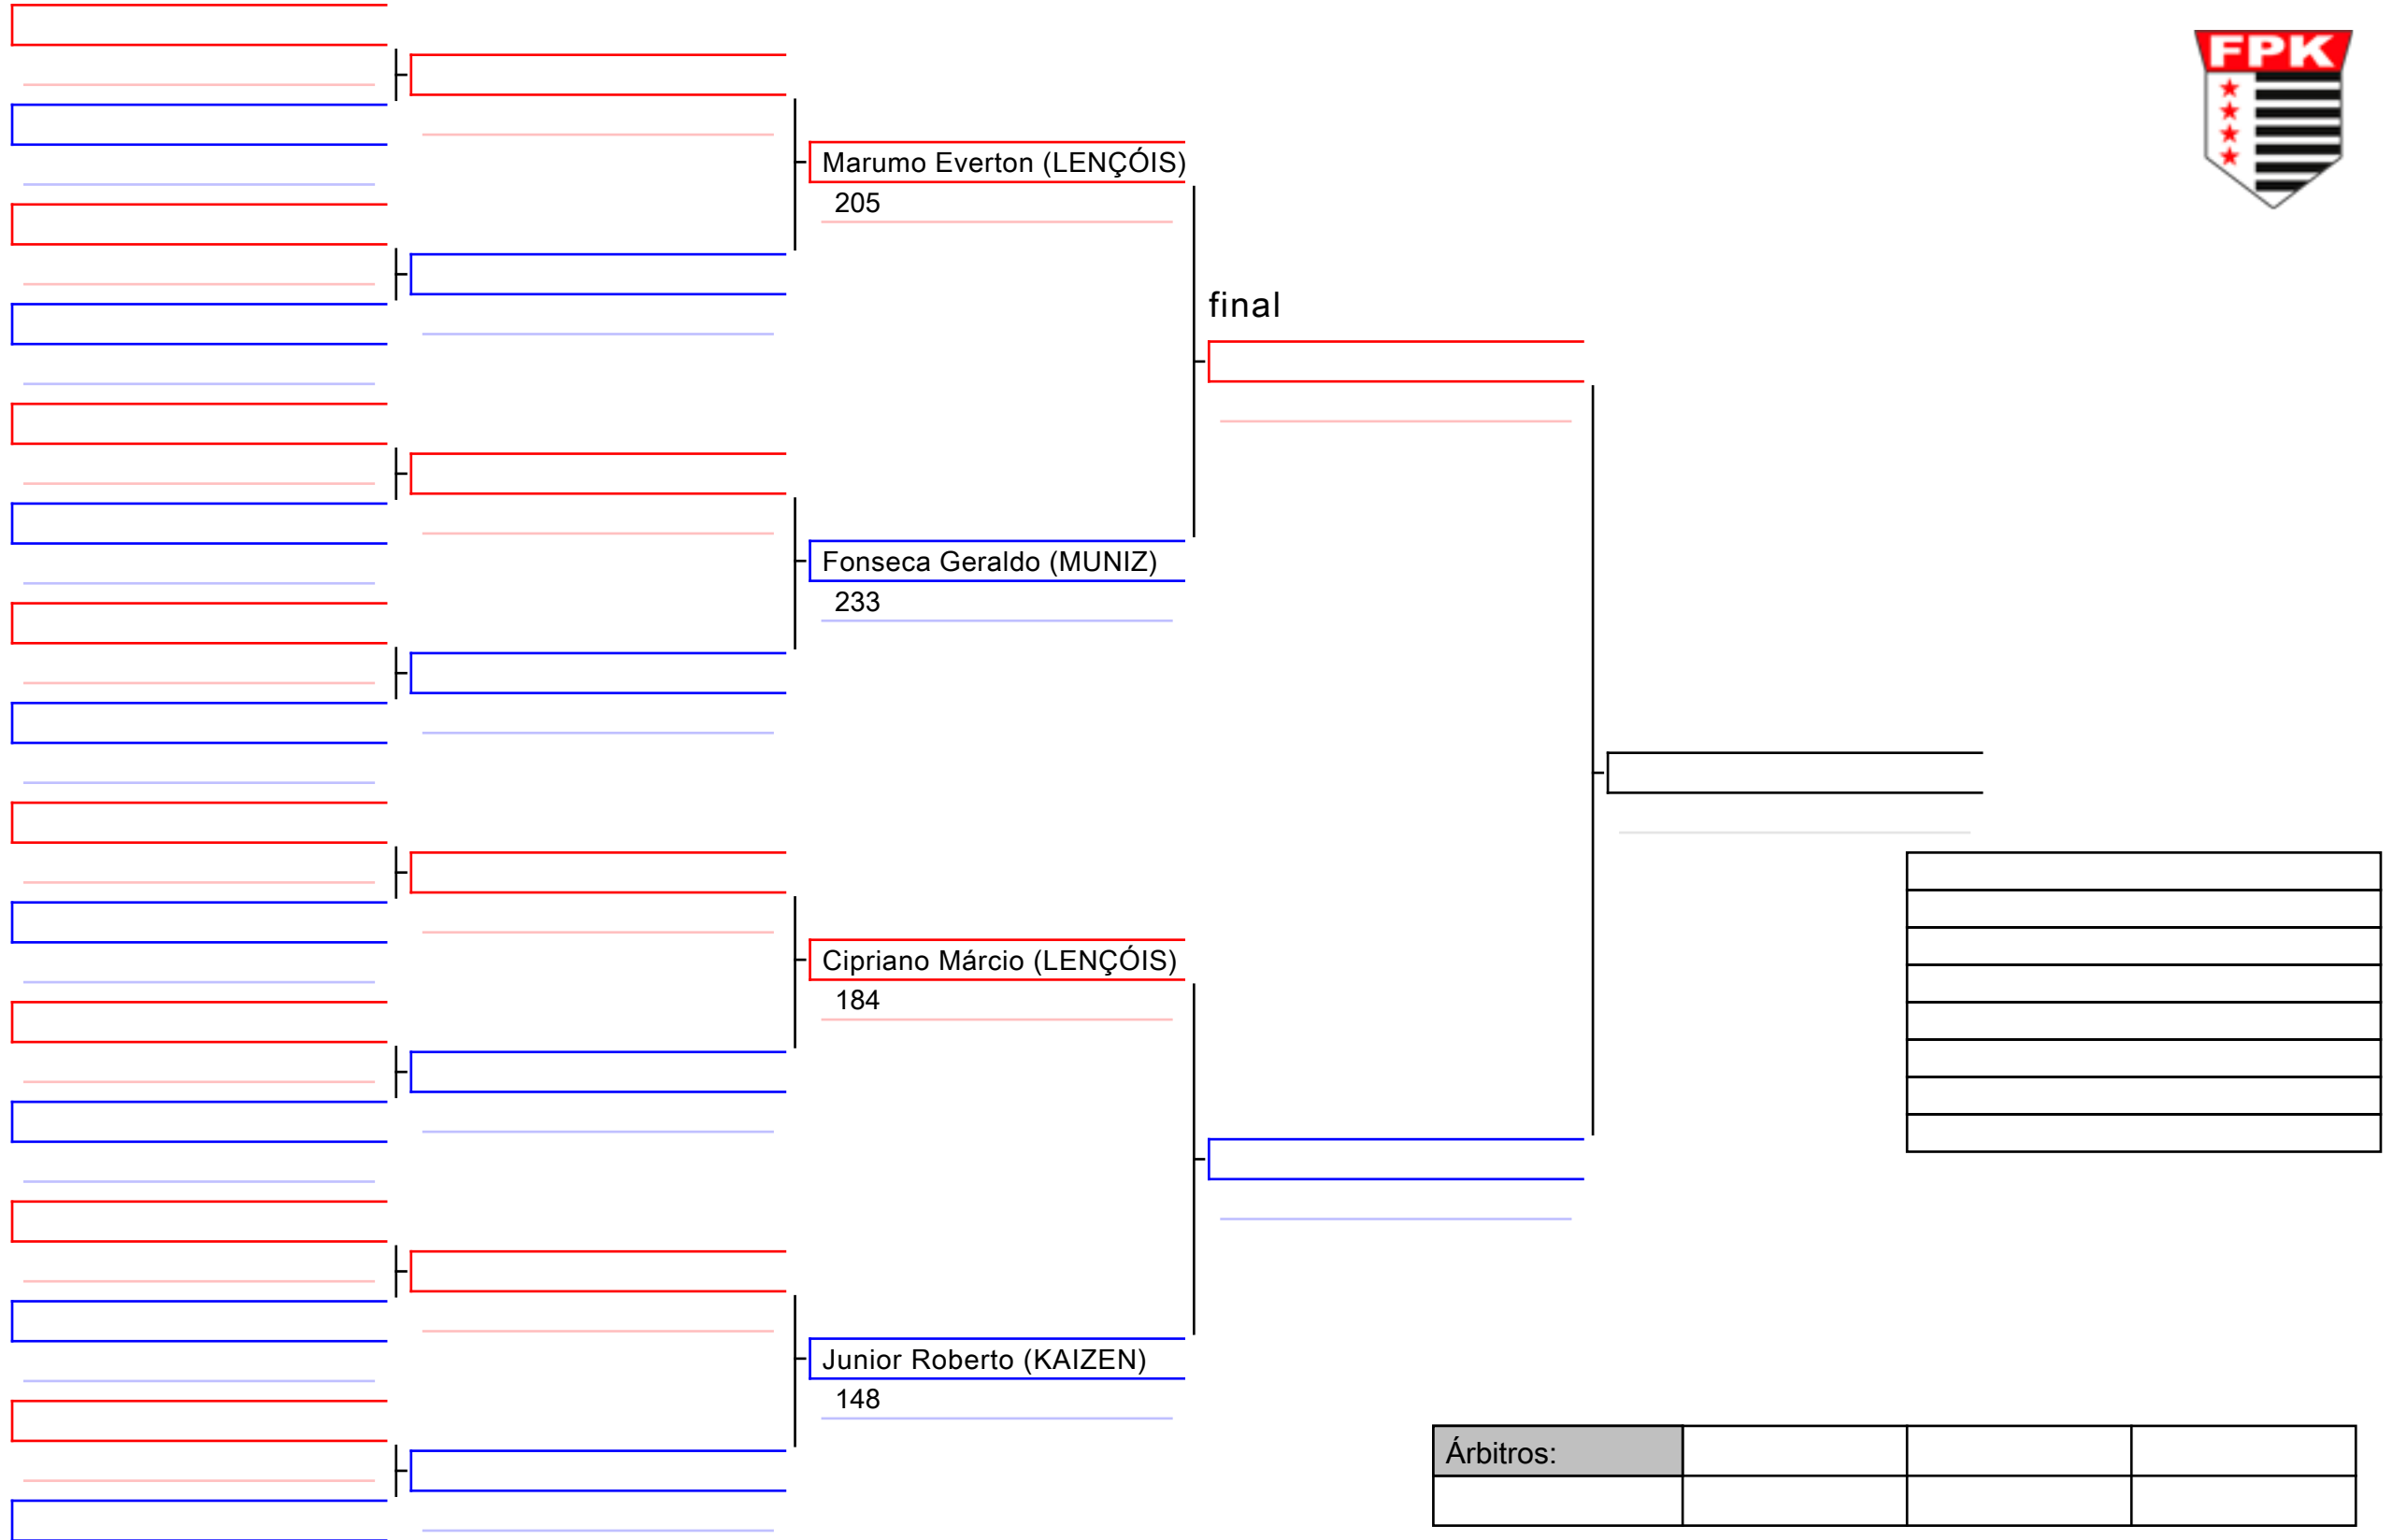 FPK
Marumo Everton (LENÇÓIS)
205
final
Fonseca Geraldo (MUNIZ)
233
Cipriano Márcio (LENÇÓIS)
184
Junior Roberto (KAIZEN)
148
Árbitros: